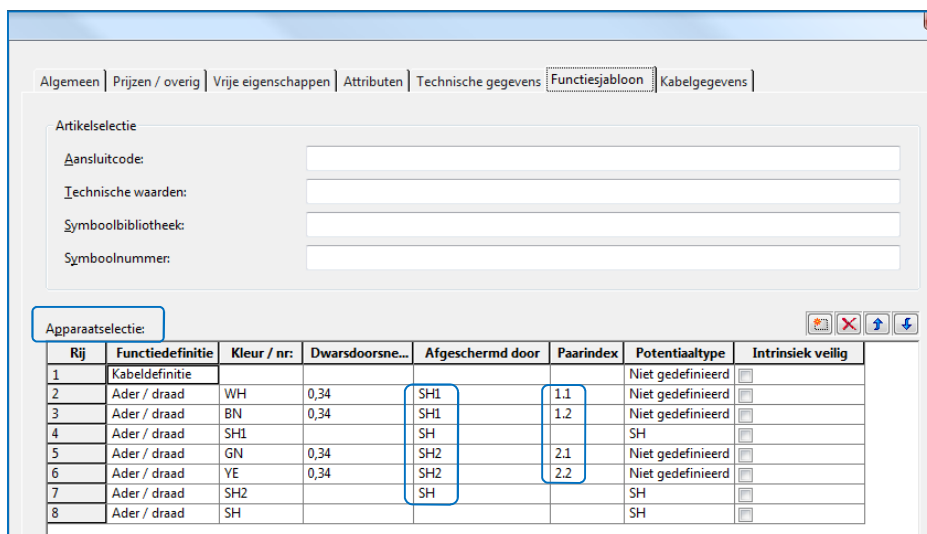 Algemeen Prijzen / overig Vrije eigenschappen Attributen Technische gegevens Functiesjabloon Kabelgegevens
Artikelselectie
Aansluitcode:
Technische waarden:
Symboolbibliotheek:
Symboolnummer:
Apparaatselectie:
Rij Functiedefinitie Kleur / nr: Dwarsdoorsne... Afgeschermd door Paarindex Potentiaaltype Intrinsiek veilig
1 Kabeldefinitie Niet gedefinieerd
2 Ader / draad WH 0,34 SH1 1.1 Niet gedefinieerd
3 Ader / draad BN 0,34 SH1 1.2 Niet gedefinieerd
4 Ader / draad SH1 SH SH
5 Ader / draad GN 0,34 SH2 2.1 Niet gedefinieerd
6 Ader / draad YE 0,34 SH2 2.2 Niet gedefinieerd
7 Ader / draad SH2 SH SH
8 Ader / draad SH SH